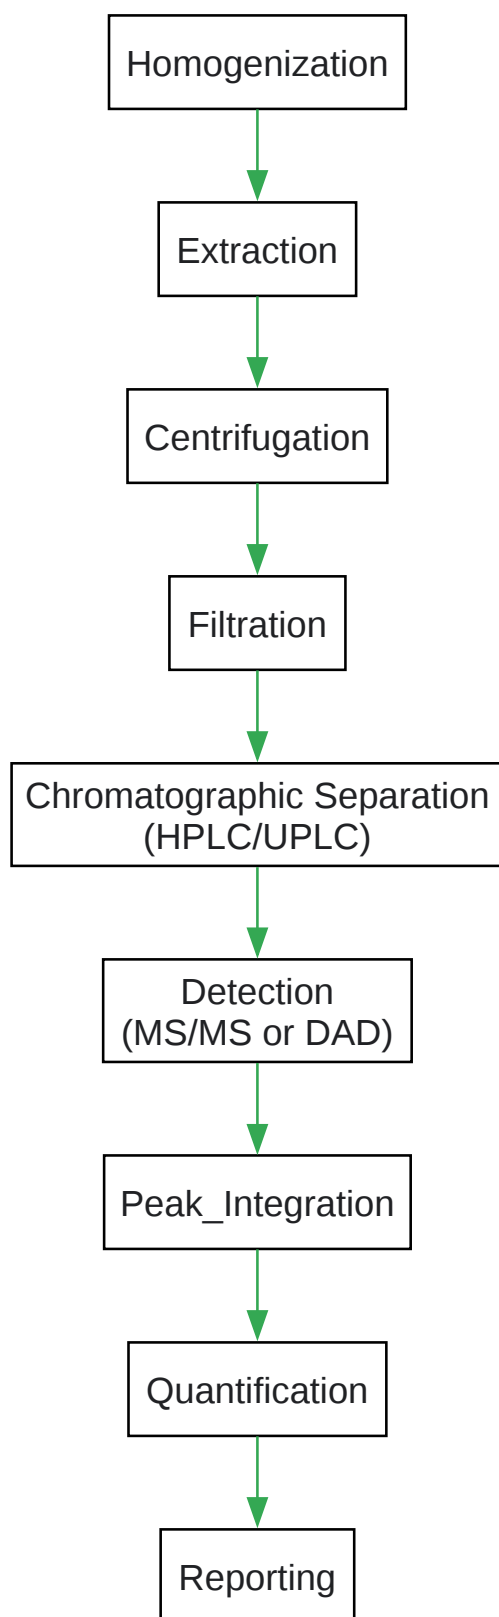 Homogenization
Extraction
Centrifugation
Filtration
Chromatographic Separation
(HPLC/UPLC)
Detection
(MS/MS or DAD)
Peak_Integration
Quantification
Reporting